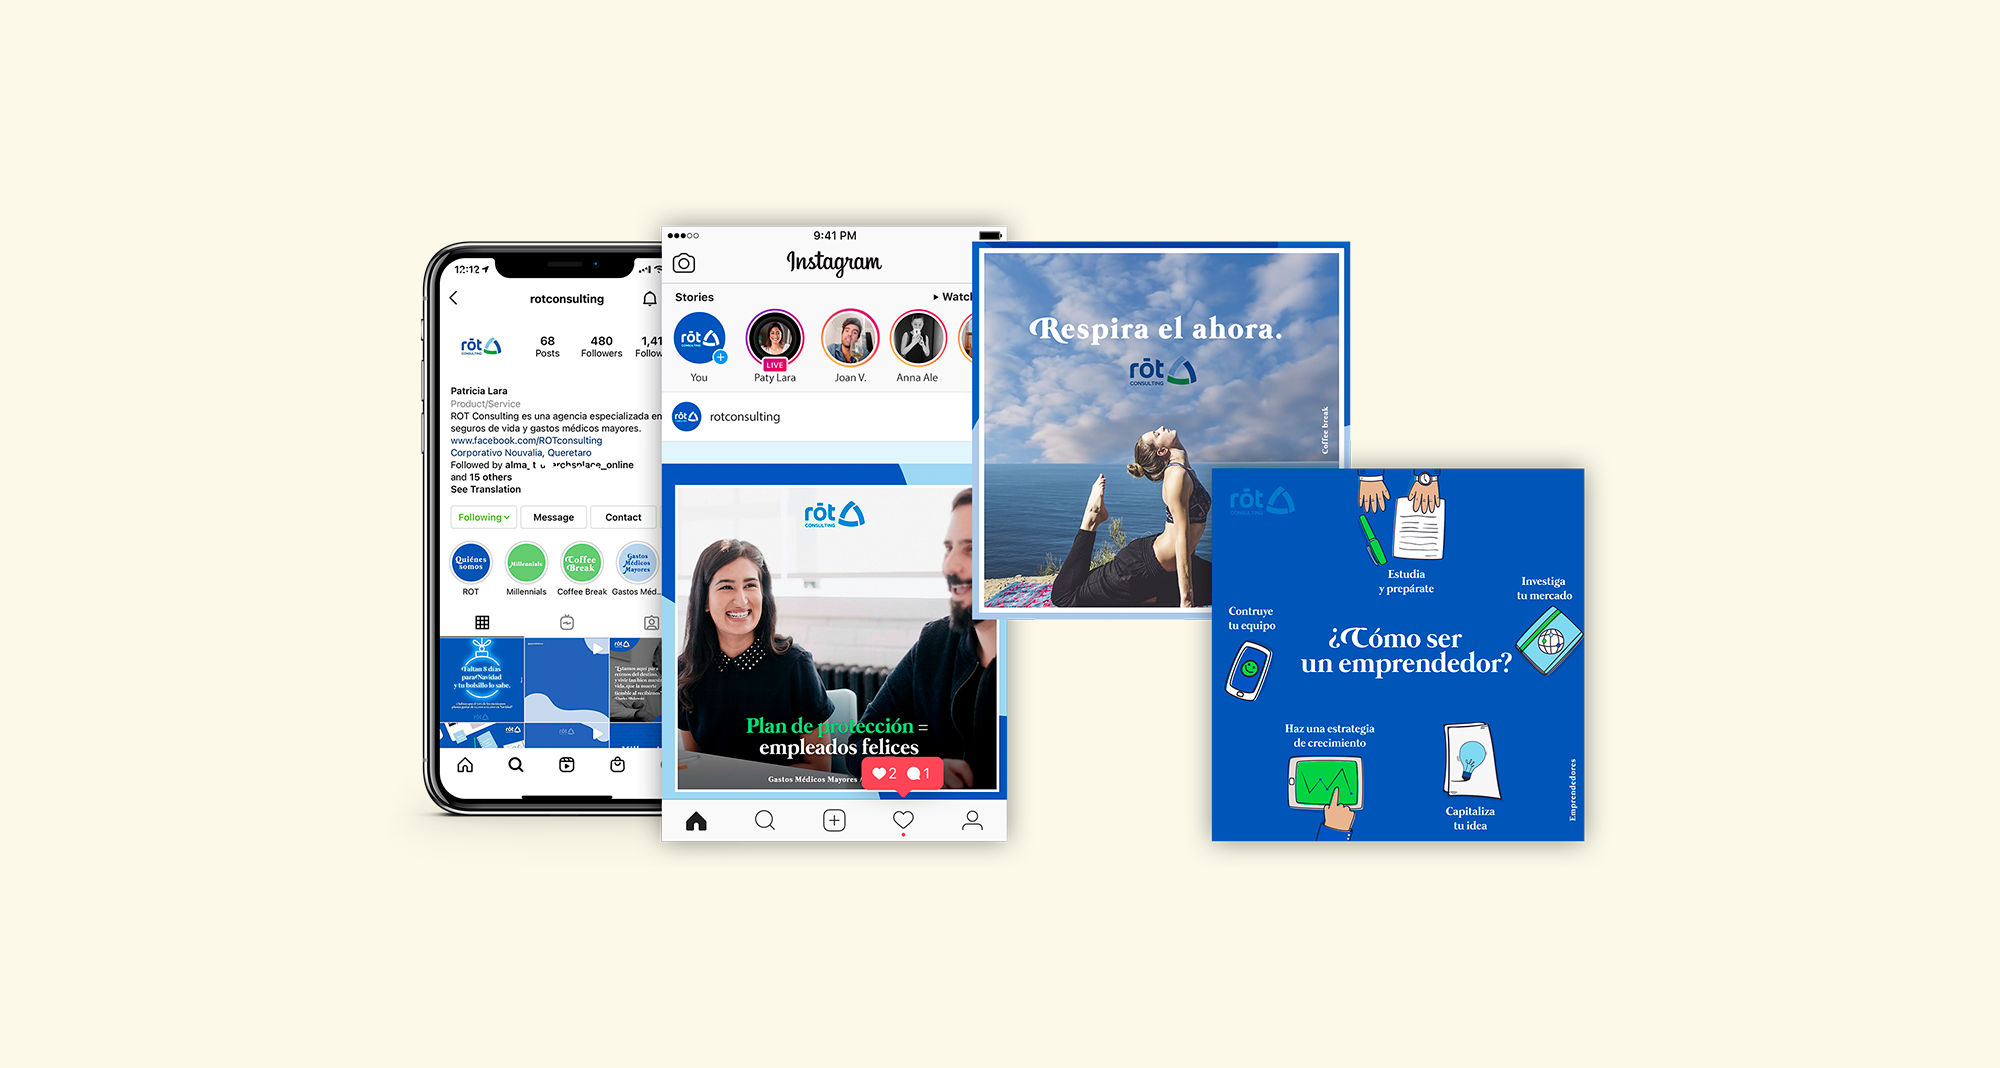 12:12
rotconsulting
rōt
CONSULTING
68
Posts
480
Followers
1,41
Follow
Patricia Lara
Product/Service
ROT Consulting es una agencia especializada en
seguros de vida y gastos médicos mayores.
www.facebook.com/ROTconsulting
Corporativo Nouvalia, Queretaro
Followed by alma_
and 15 others
See Translation
Following
Message
Contact
Quiénes
somos
Millennials
Coffee
Break
Gastos
Médicos
Mayores
ROT
Millennials
Coffee Break
Gastos Méd...
Faltan 8 días
para Navidad
y tu bolsillo lo sabe.
9:41 PM
Instagram
Stories
Watch
rōt
CONSULTING
LIVE
You
Paty Lara
Joan V.
Anna Ale
rōt
rotconsulting
rōt
CONSULTING
Plan de protección =
empleados felices
Gastos Médicos Mayores
2
1
Respira el ahora.
rōt
CONSULTING
Coffee break
rōt
CONSULTING
Estudia
y prepárate
Investiga
tu mercado
Contruye
tu equipo
¿Cómo ser
un emprendedor?
Haz una estrategia
de crecimiento
Capitaliza
tu idea
Emprendedores